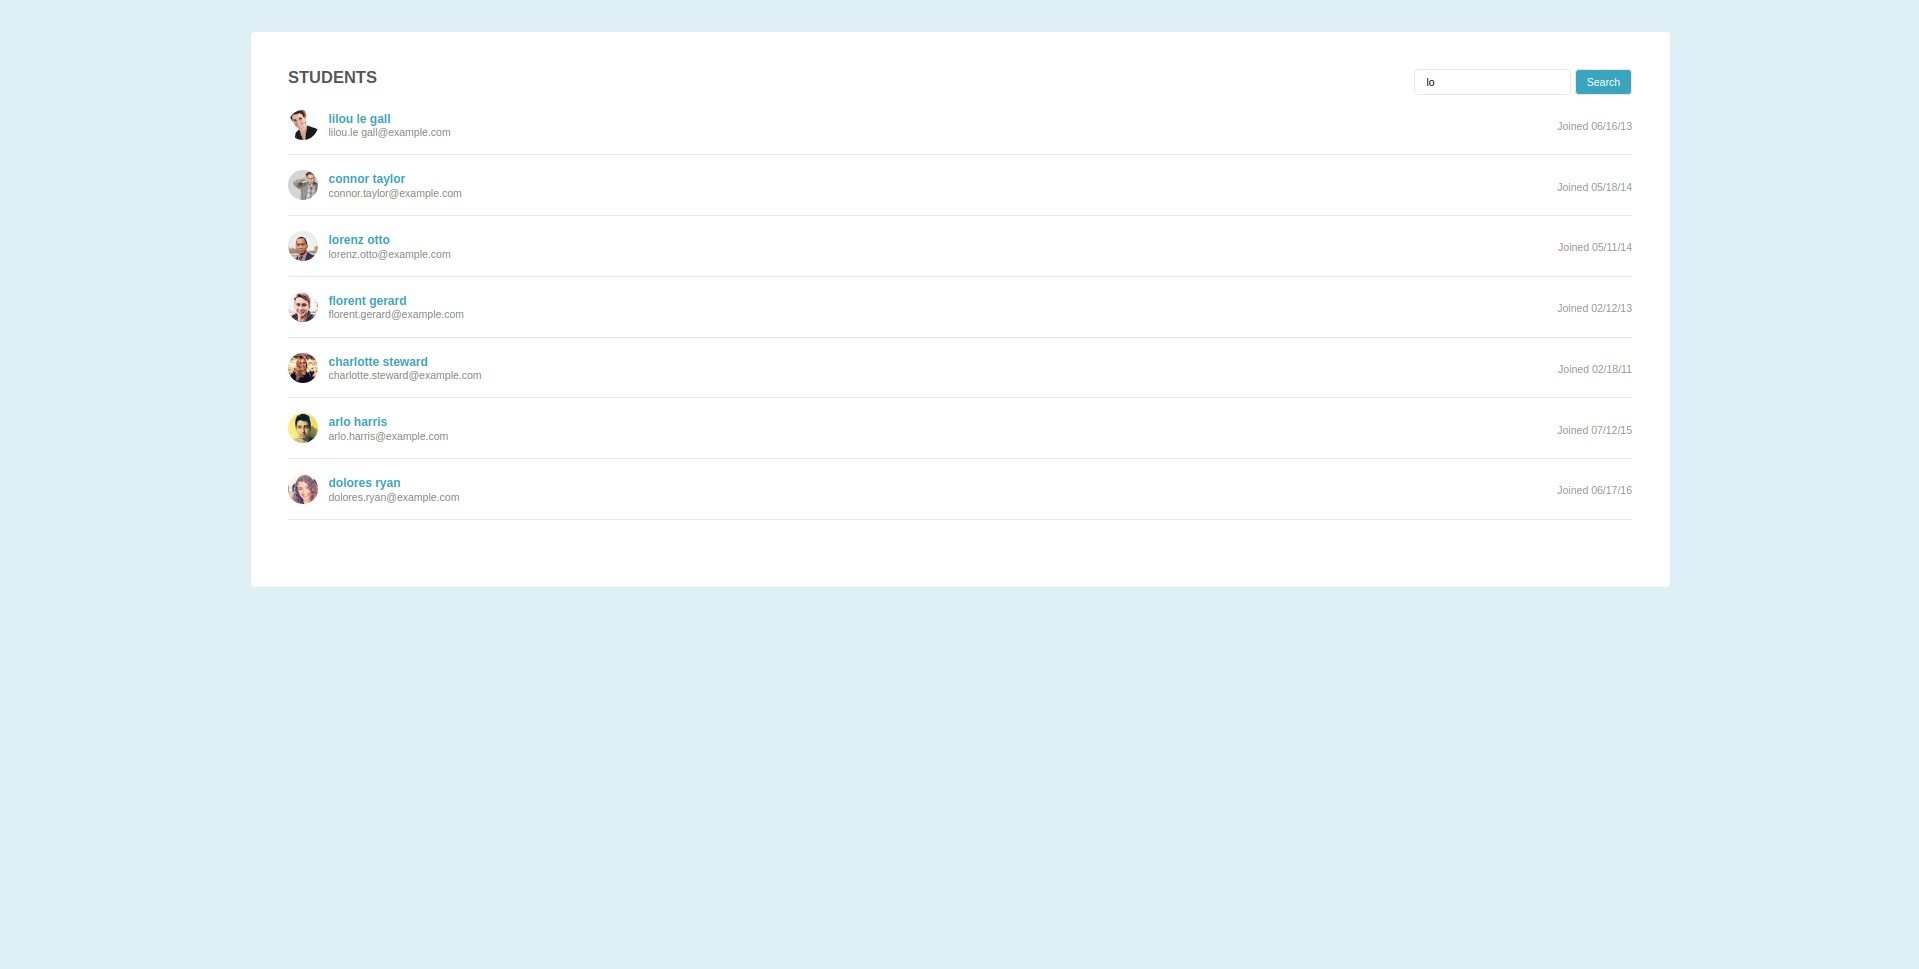 STUDENTS
lo
Search
lilou le gall
lilou.le gall@example.com
Joined 06/16/13
connor taylor
connor.taylor@example.com
Joined 05/18/14
lorenz otto
lorenz.otto@example.com
Joined 05/11/14
florent gerard
florent.gerard@example.com
Joined 02/12/13
charlotte steward
charlotte.steward@example.com
Joined 02/18/11
arlo harris
arlo.harris@example.com
Joined 07/12/15
dolores ryan
dolores.ryan@example.com
Joined 06/17/16